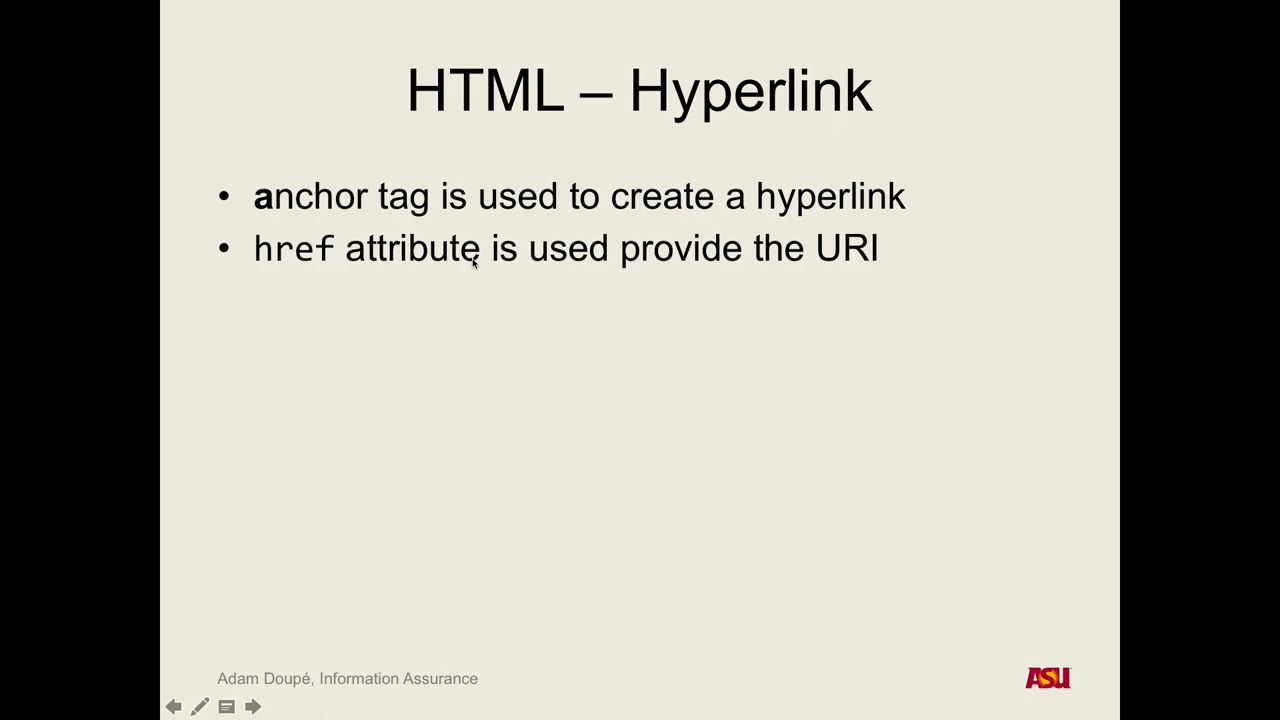 HTML – Hyperlink
• anchor tag is used to create a hyperlink
• href attribute is used provide the URI
Adam Doupé, Information Assurance
ASU